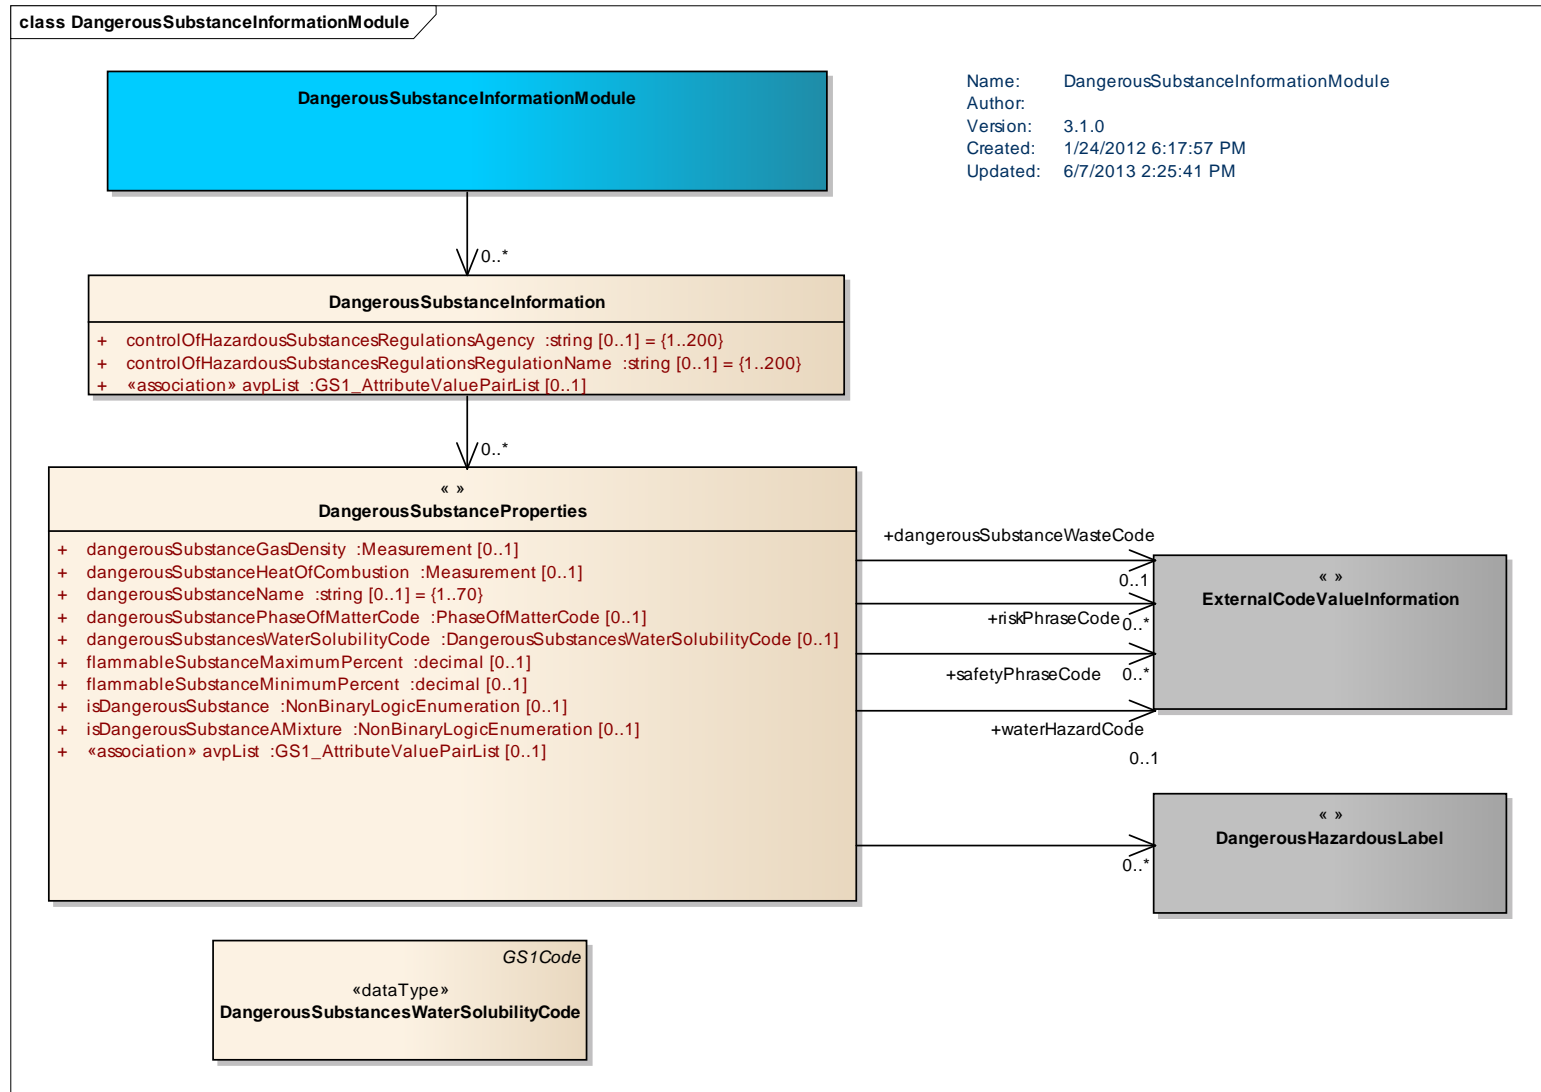 class DangerousSubstanceInformationModule
DangerousSubstanceInformationModule
Name: DangerousSubstanceInformationModule
Author:
Version: 3.1.0
Created: 1/24/2012 6:17:57 PM
Updated: 6/7/2013 2:25:41 PM
0..*
DangerousSubstanceInformation
+ controlOfHazardousSubstancesRegulationsAgency :string [0..1] = {1..200}
+ controlOfHazardousSubstancesRegulationsRegulationName :string [0..1] = {1..200}
+ «association» avpList :GS1_AttributeValuePairList [0..1]
0..*
« »
DangerousSubstanceProperties
+ dangerousSubstanceGasDensity :Measurement [0..1]
+ dangerousSubstanceHeatOfCombustion :Measurement [0..1]
+ dangerousSubstanceName :string [0..1] = {1..70}
+ dangerousSubstancePhaseOfMatterCode :PhaseOfMatterCode [0..1]
+ dangerousSubstancesWaterSolubilityCode :DangerousSubstancesWaterSolubilityCode [0..1]
+ flammableSubstanceMaximumPercent :decimal [0..1]
+ flammableSubstanceMinimumPercent :decimal [0..1]
+ isDangerousSubstance :NonBinaryLogicEnumeration [0..1]
+ isDangerousSubstanceAMixture :NonBinaryLogicEnumeration [0..1]
+ «association» avpList :GS1_AttributeValuePairList [0..1]
+dangerousSubstanceWasteCode
0..1
+riskPhraseCode
0..*
+safetyPhraseCode
0..*
+waterHazardCode
0..1
« »
ExternalCodeValueInformation
« »
DangerousHazardousLabel
0..*
GS1Code
«dataType»
DangerousSubstancesWaterSolubilityCode